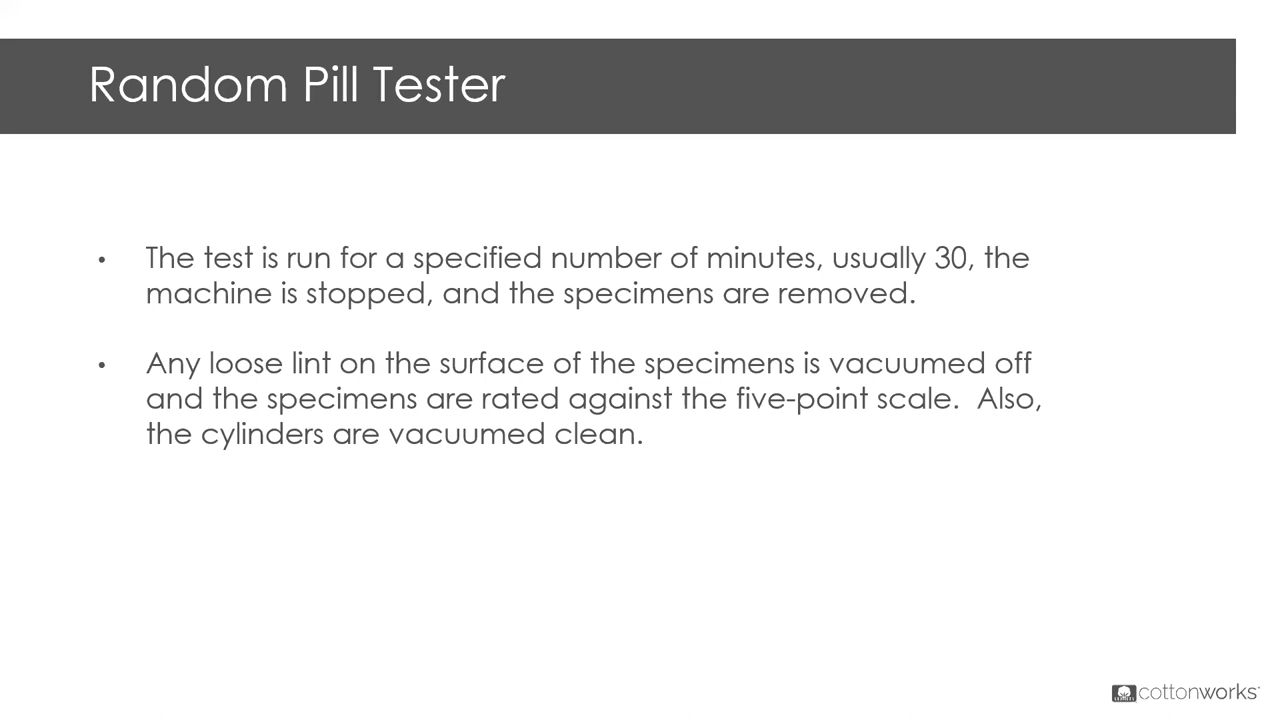 Random Pill Tester
• The test is run for a specified number of minutes, usually 30, the
machine is stopped, and the specimens are removed.
• Any loose lint on the surface of the specimens is vacuumed off
and the specimens are rated against the five-point scale.  Also,
the cylinders are vacuumed clean.
cottonworks